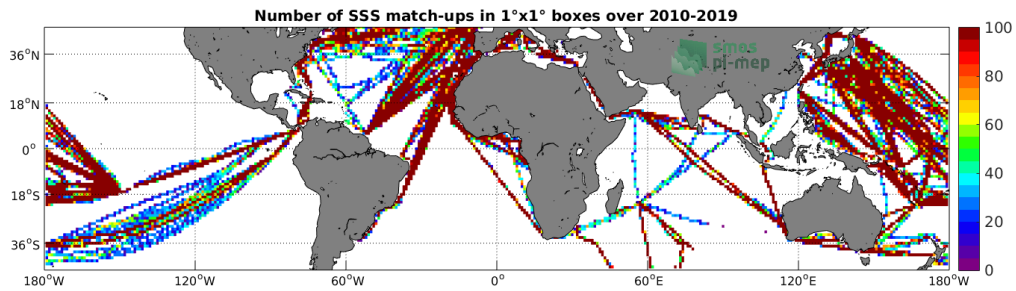 Number of SSS match-ups in 1°x1° boxes over 2010-2019
smos
pi-mep
36°N
18°N
0°
18°S
36°S
180°W
120°W
60°W
0°
60°E
120°E
180°W
100
80
60
40
20
0